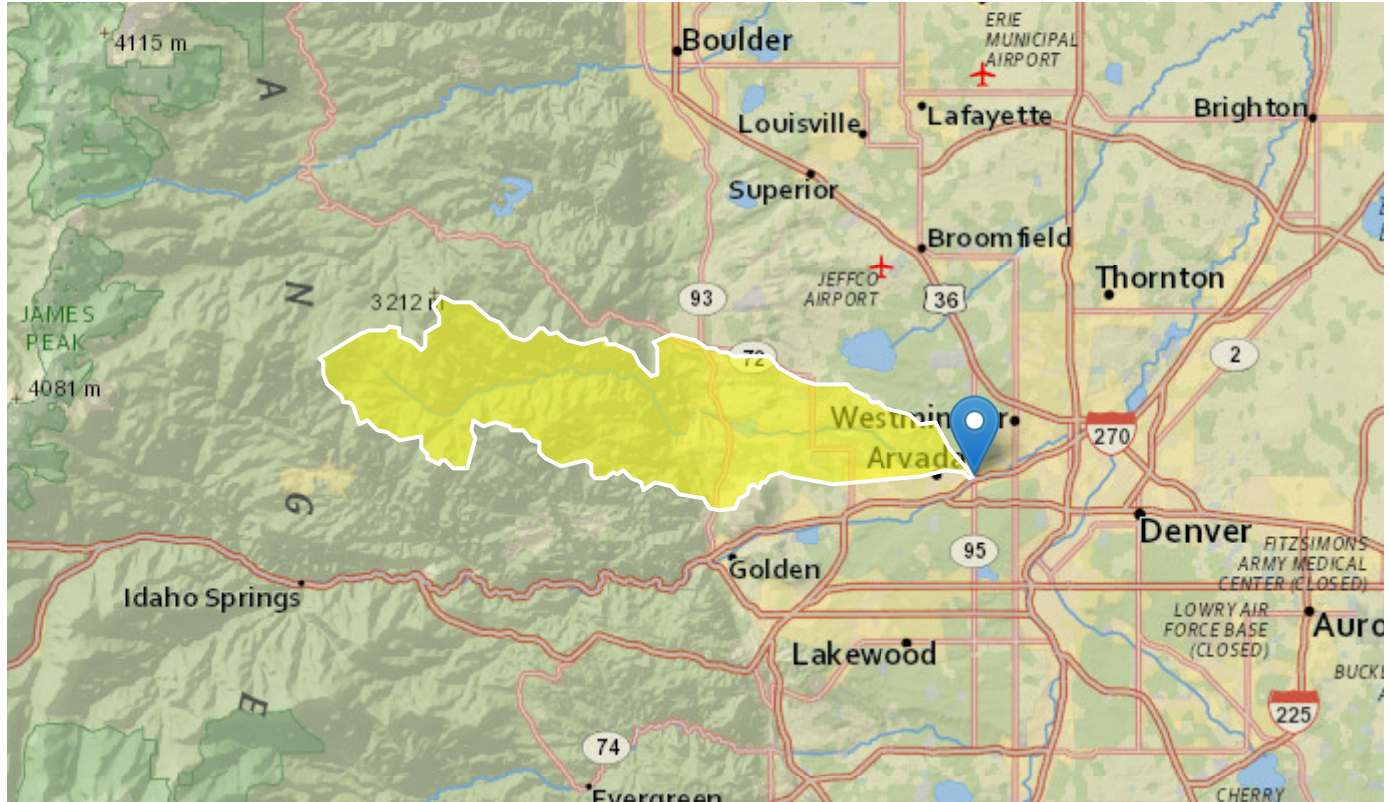 4115 m
Boulder
ERIE
MUNICIPAL
AIRPORT
A
Louisville
Lafayette
Brighton
Superior
Broomfield
N
3212 m
93
JEFFCO
AIRPORT
36
Thornton
JAMES
PEAK
72
2
4081 m
Westminster
270
Arvada
G
Denver
95
FITZSIMONS
ARMY MEDICAL
CENTER (CLOSED)
Golden
Idaho Springs
LOWRY AIR
FORCE BASE
(CLOSED)
Auro
Lakewood
BUCKL
A
E
225
74
Evergreen
CHERRY